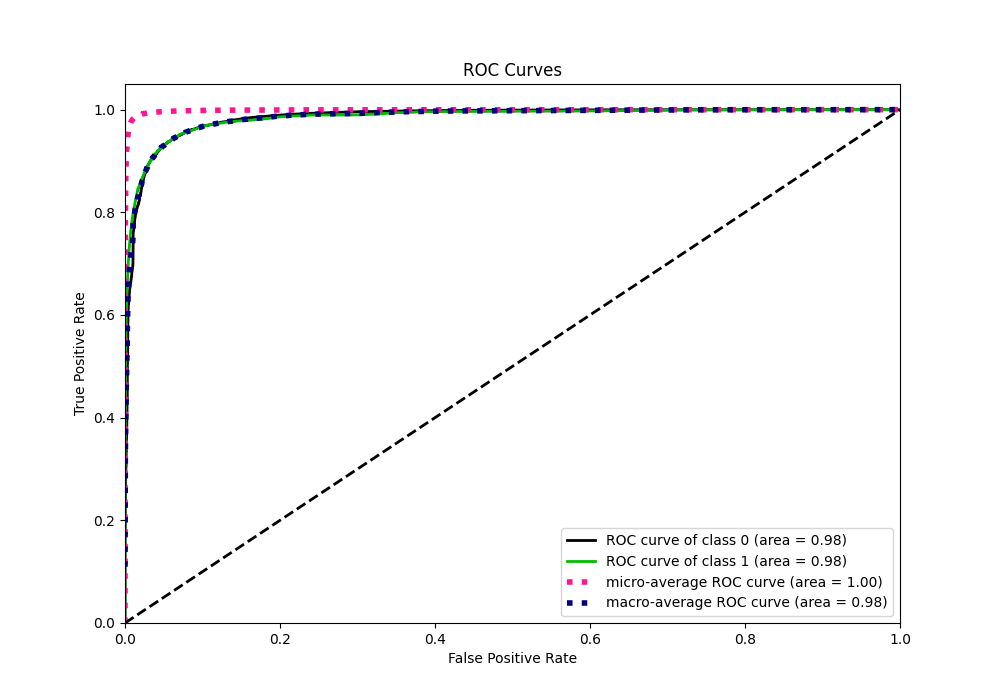 ROC Curves
1.0
0.8
0.6
0.4
0.2
0.0
True Positive Rate
ROC curve of class 0 (area = 0.98)
ROC curve of class 1 (area = 0.98)
micro-average ROC curve (area = 1.00)
macro-average ROC curve (area = 0.98)
0.0 0.2 0.4 0.6 0.8 1.0
False Positive Rate